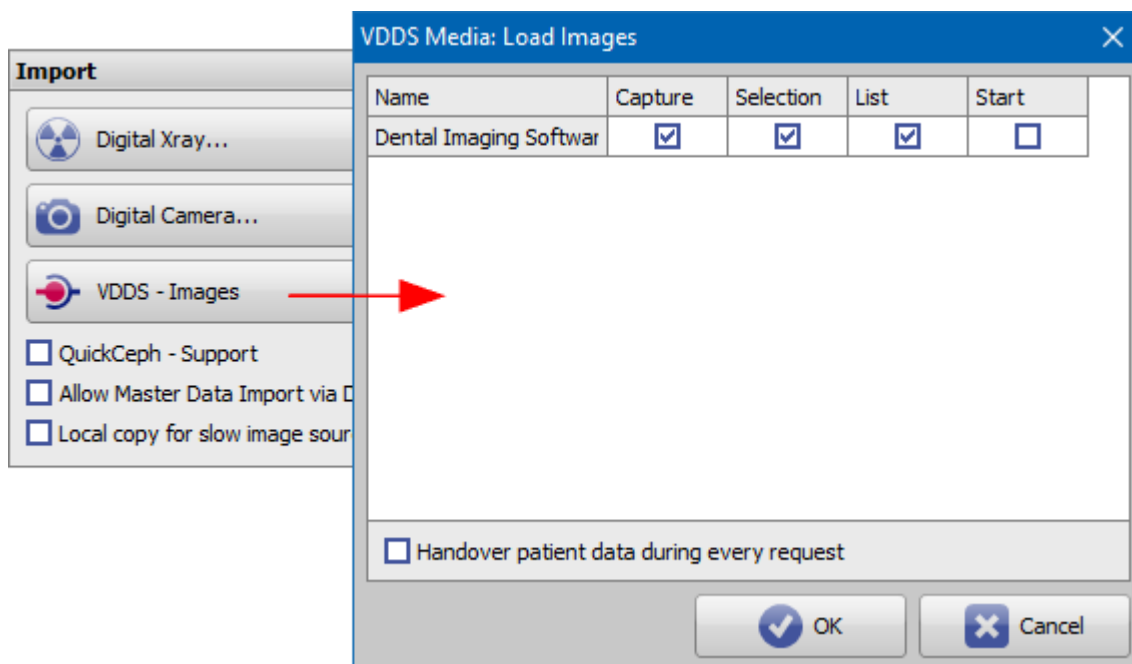 Import
Digital Xray...
Digital Camera...
VDDS - Images
QuickCeph - Support
Allow Master Data Import via D
Local copy for slow image sour
VDDS Media: Load Images
Name Capture Selection List Start
Dental Imaging Softwar
Handover patient data during every request
OK Cancel